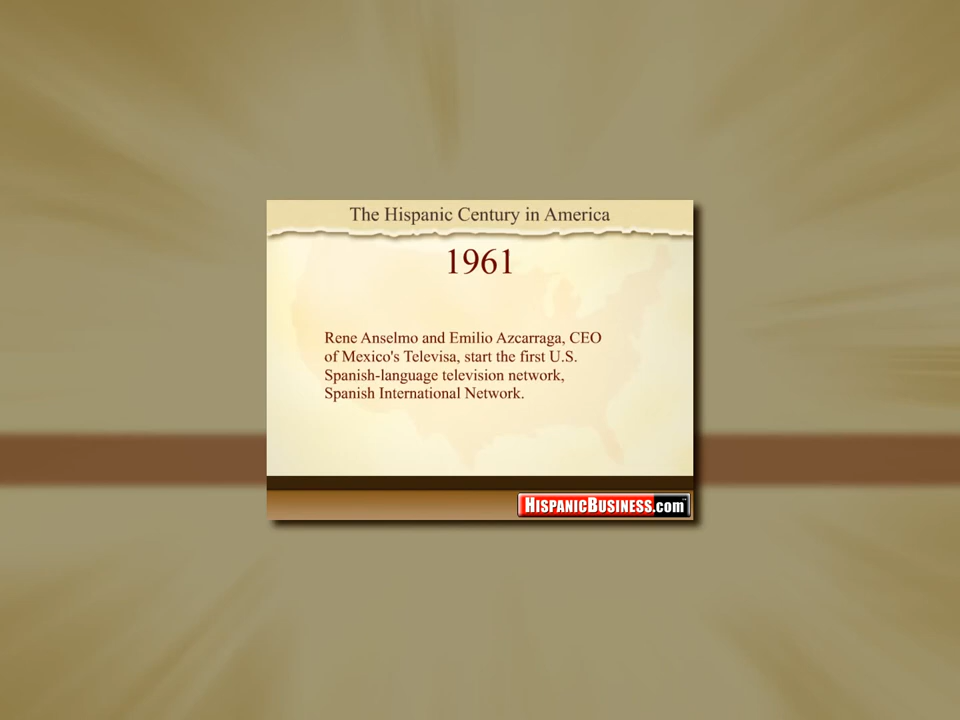 The Hispanic Century in America
1961
Rene Anselmo and Emilio Azcarraga, CEO
of Mexico's Televisa, start the first U.S.
Spanish-language television network,
Spanish International Network.
HISPANICBUSINESS.com™